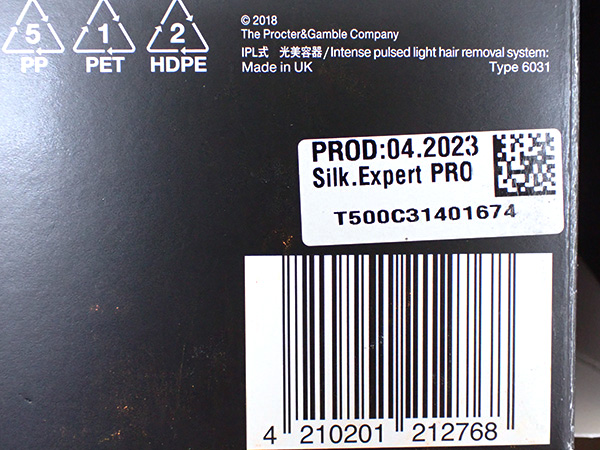 5
PP
1
PET
2
HDPE
© 2018
The Procter&Gamble Company
IPL式 光美容器/Intense pulsed light hair removal system:
Made in UK Type 6031
PROD:04.2023
Silk.Expert PRO
T500C31401674
4 210201 212768